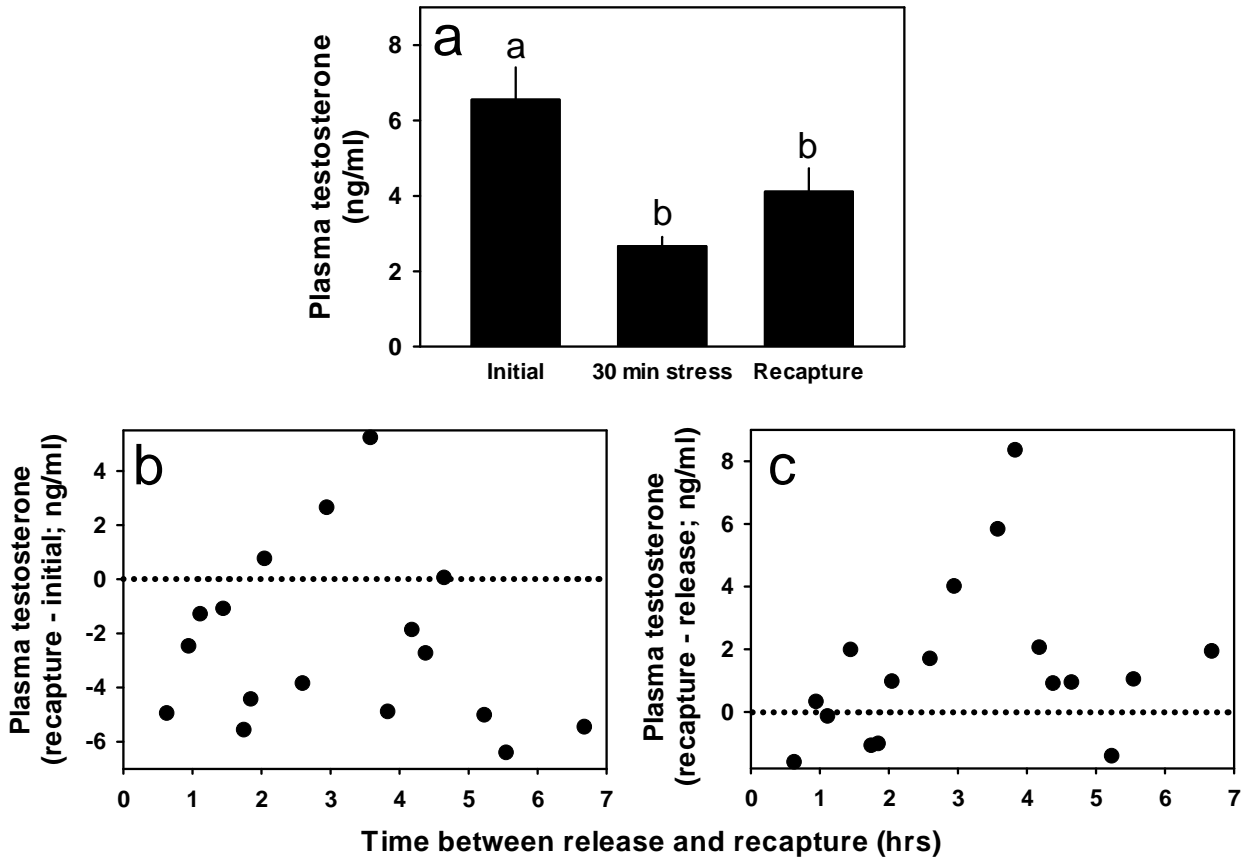 a
a
b
b
Plasma testosterone
(ng/ml)
8
6
4
2
0
Initial
30 min stress
Recapture
b
Plasma testosterone
(recapture - initial; ng/ml)
4
2
0
-2
-4
-6
0 1 2 3 4 5 6 7
c
Plasma testosterone
(recapture - release; ng/ml)
8
6
4
2
0
0 1 2 3 4 5 6 7
Time between release and recapture (hrs)